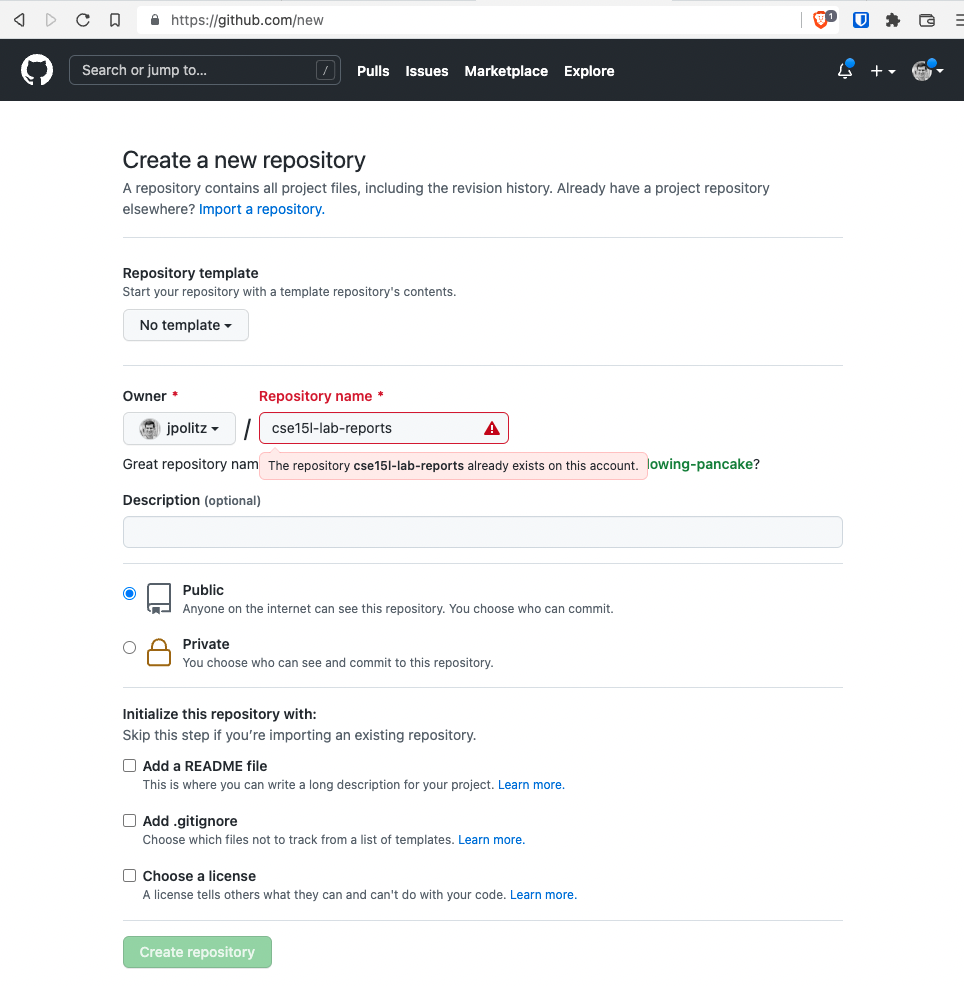 https://github.com/new
1
Search or jump to...
/
Pulls Issues Marketplace Explore
Create a new repository
A repository contains all project files, including the revision history. Already have a project repository
elsewhere? Import a repository.
Repository template
Start your repository with a template repository's contents.
No template
Owner * Repository name *
jpolitz / cse15l-lab-reports
Great repository nam
The repository cse15l-lab-reports already exists on this account.
lowing-pancake?
Description (optional)
Public
Anyone on the internet can see this repository. You choose who can commit.
Private
You choose who can see and commit to this repository.
Initialize this repository with:
Skip this step if you’re importing an existing repository.
Add a README file
This is where you can write a long description for your project. Learn more.
Add .gitignore
Choose which files not to track from a list of templates. Learn more.
Choose a license
A license tells others what they can and can't do with your code. Learn more.
Create repository